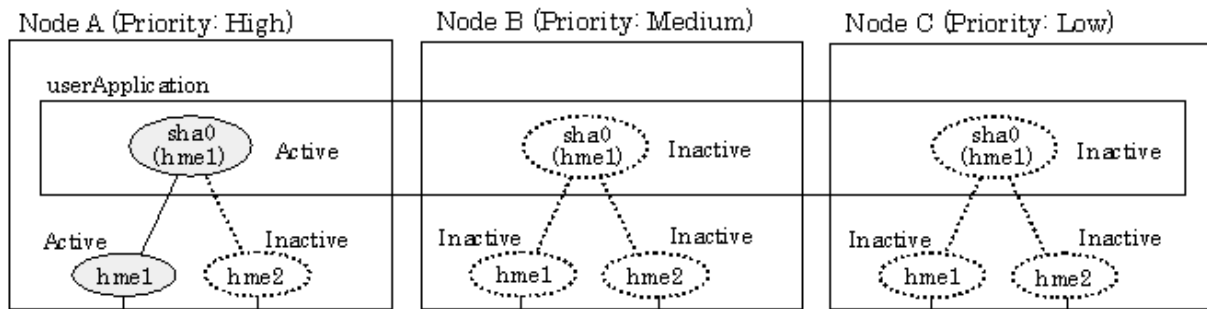 Node A (Priority: High) Node B (Priority: Medium) Node C (Priority: Low)
userApplication
sha0 sha0 sha0
(hme1) Active (hme1) Inactive (hme1) Inactive
Active Inactive Inactive Inactive Inactive Inactive
hme1 hme2 hme1 hme2 hme1 hme2